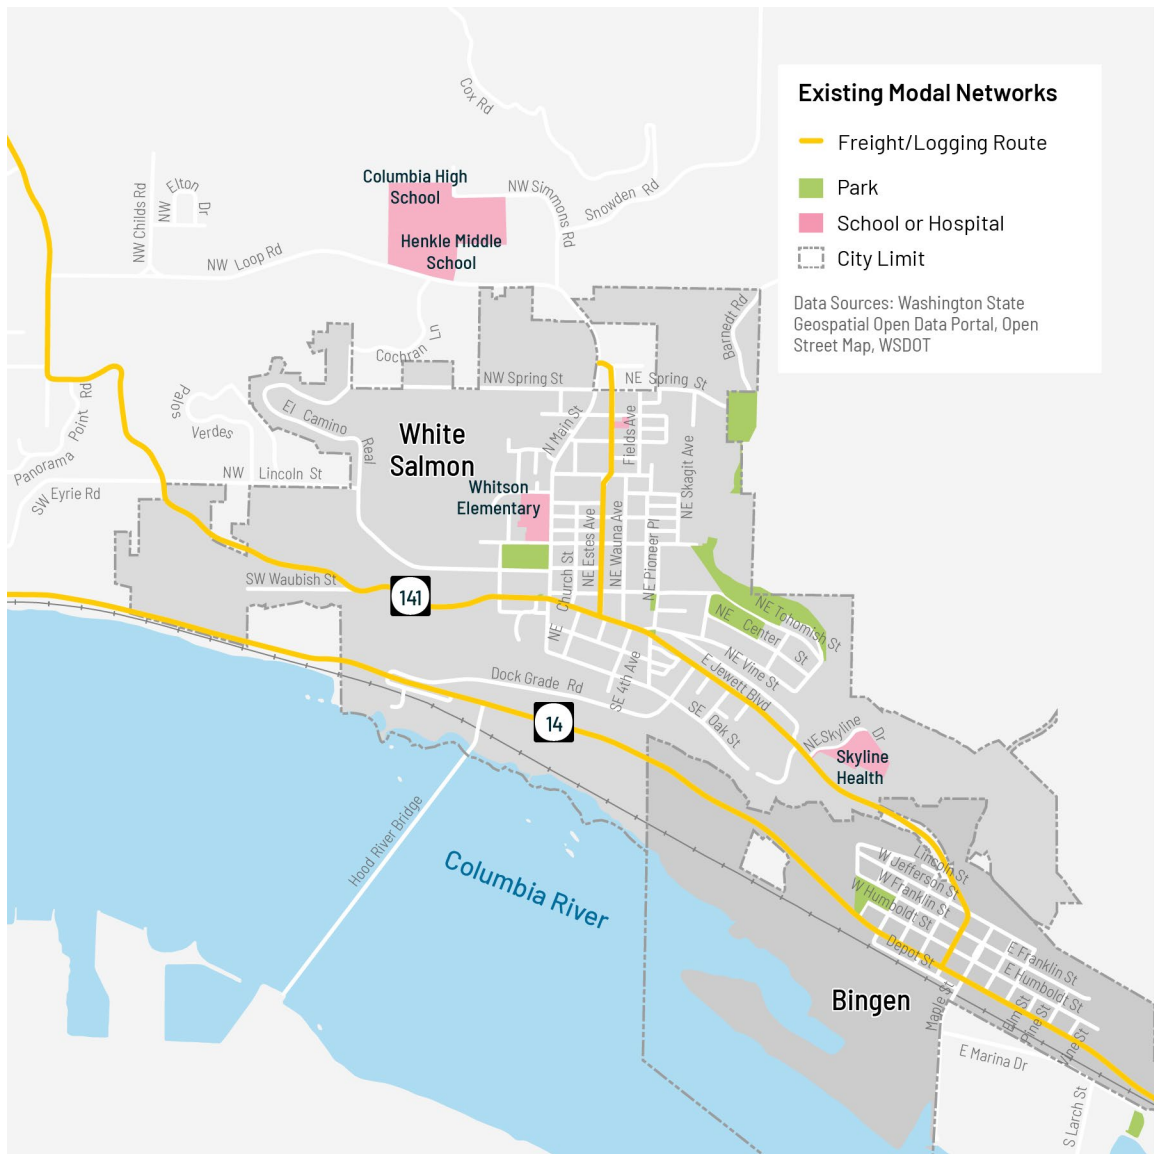 Existing Modal Networks
Freight/Logging Route
Park
School or Hospital
City Limit
Data Sources: Washington State
Geospatial Open Data Portal, Open
Street Map, WSDOT
Cox Rd
Columbia High
School
Henkle Middle
School
NW Simmons Rd
Snowden Rd
NW Childs Rd
NW Elton Dr
NW Loop Rd
Barnedt Rd
Cochran Ln
NW Spring St
NE Spring St
Palos Verdes
Panorama Point Rd
El Camino Real
N Main St
Fields Ave
NE Skagit Ave
White
Salmon
NW Lincoln St
SW Eyrie Rd
Whitson
Elementary
NE Church St
NE Estes Ave
NE Wauna Ave
NE Pioneer Pl
SW Waubish St
141
NE Tohomish St
NE Center St
NE Vine St
E Jewett Blvd
SE 4th Ave
SE Oak St
Dock Grade Rd
14
NE Skyline Dr
Skyline
Health
Hood River Bridge
Columbia River
Lincoln St
W Jefferson St
W Franklin St
W Humboldt St
Depot St
E Franklin St
E Humboldt St
Bingen
Maple St
Elm St
Pine St
Vine St
E Marina Dr
S Larch St